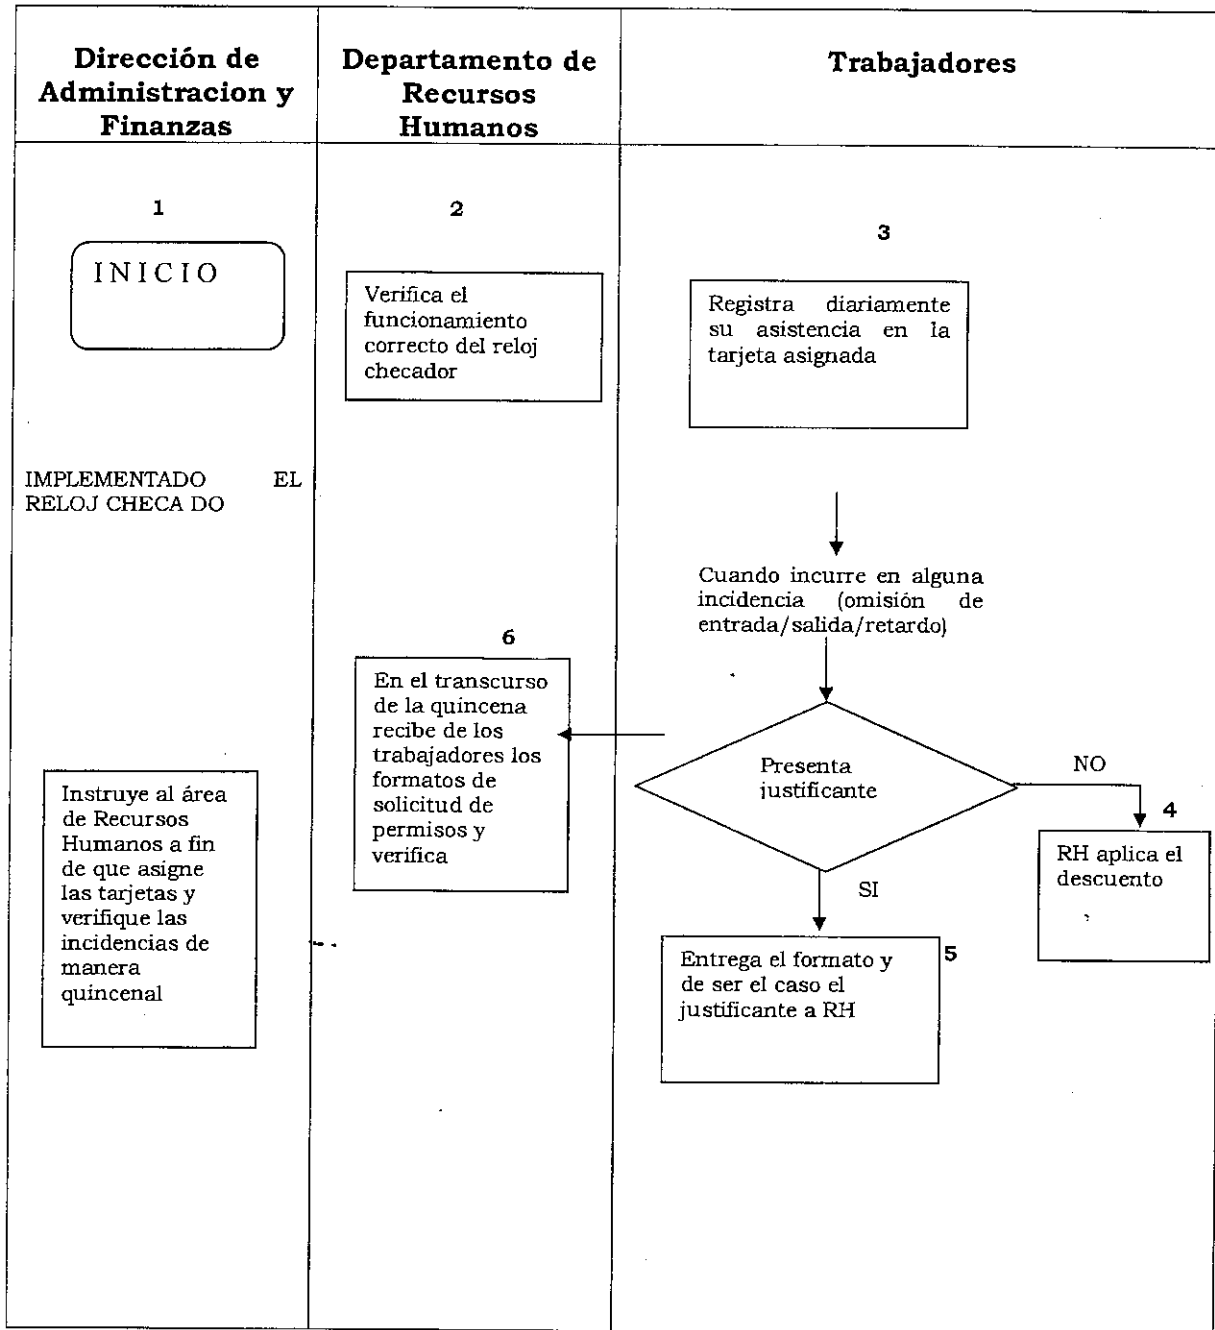 Dirección de
Administracion y
Finanzas
Departamento de
Recursos
Humanos
Trabajadores
1
INICIO
IMPLEMENTADO EL
RELOJ CHECA DO
Instruye al área
de Recursos
Humanos a fin
de que asigne
las tarjetas y
verifique las
incidencias de
manera
quincenal
2
Verifica el
funcionamiento
correcto del reloj
checador
3
Registra diariamente
su asistencia en la
tarjeta asignada
Cuando incurre en alguna
incidencia (omisión de
entrada/salida/retardo)
Presenta
justificante
NO
4
RH aplica el
descuento
SI
5
Entrega el formato y
de ser el caso el
justificante a RH
6
En el transcurso
de la quincena
recibe de los
trabajadores los
formatos de
solicitud de
permisos y
verifica